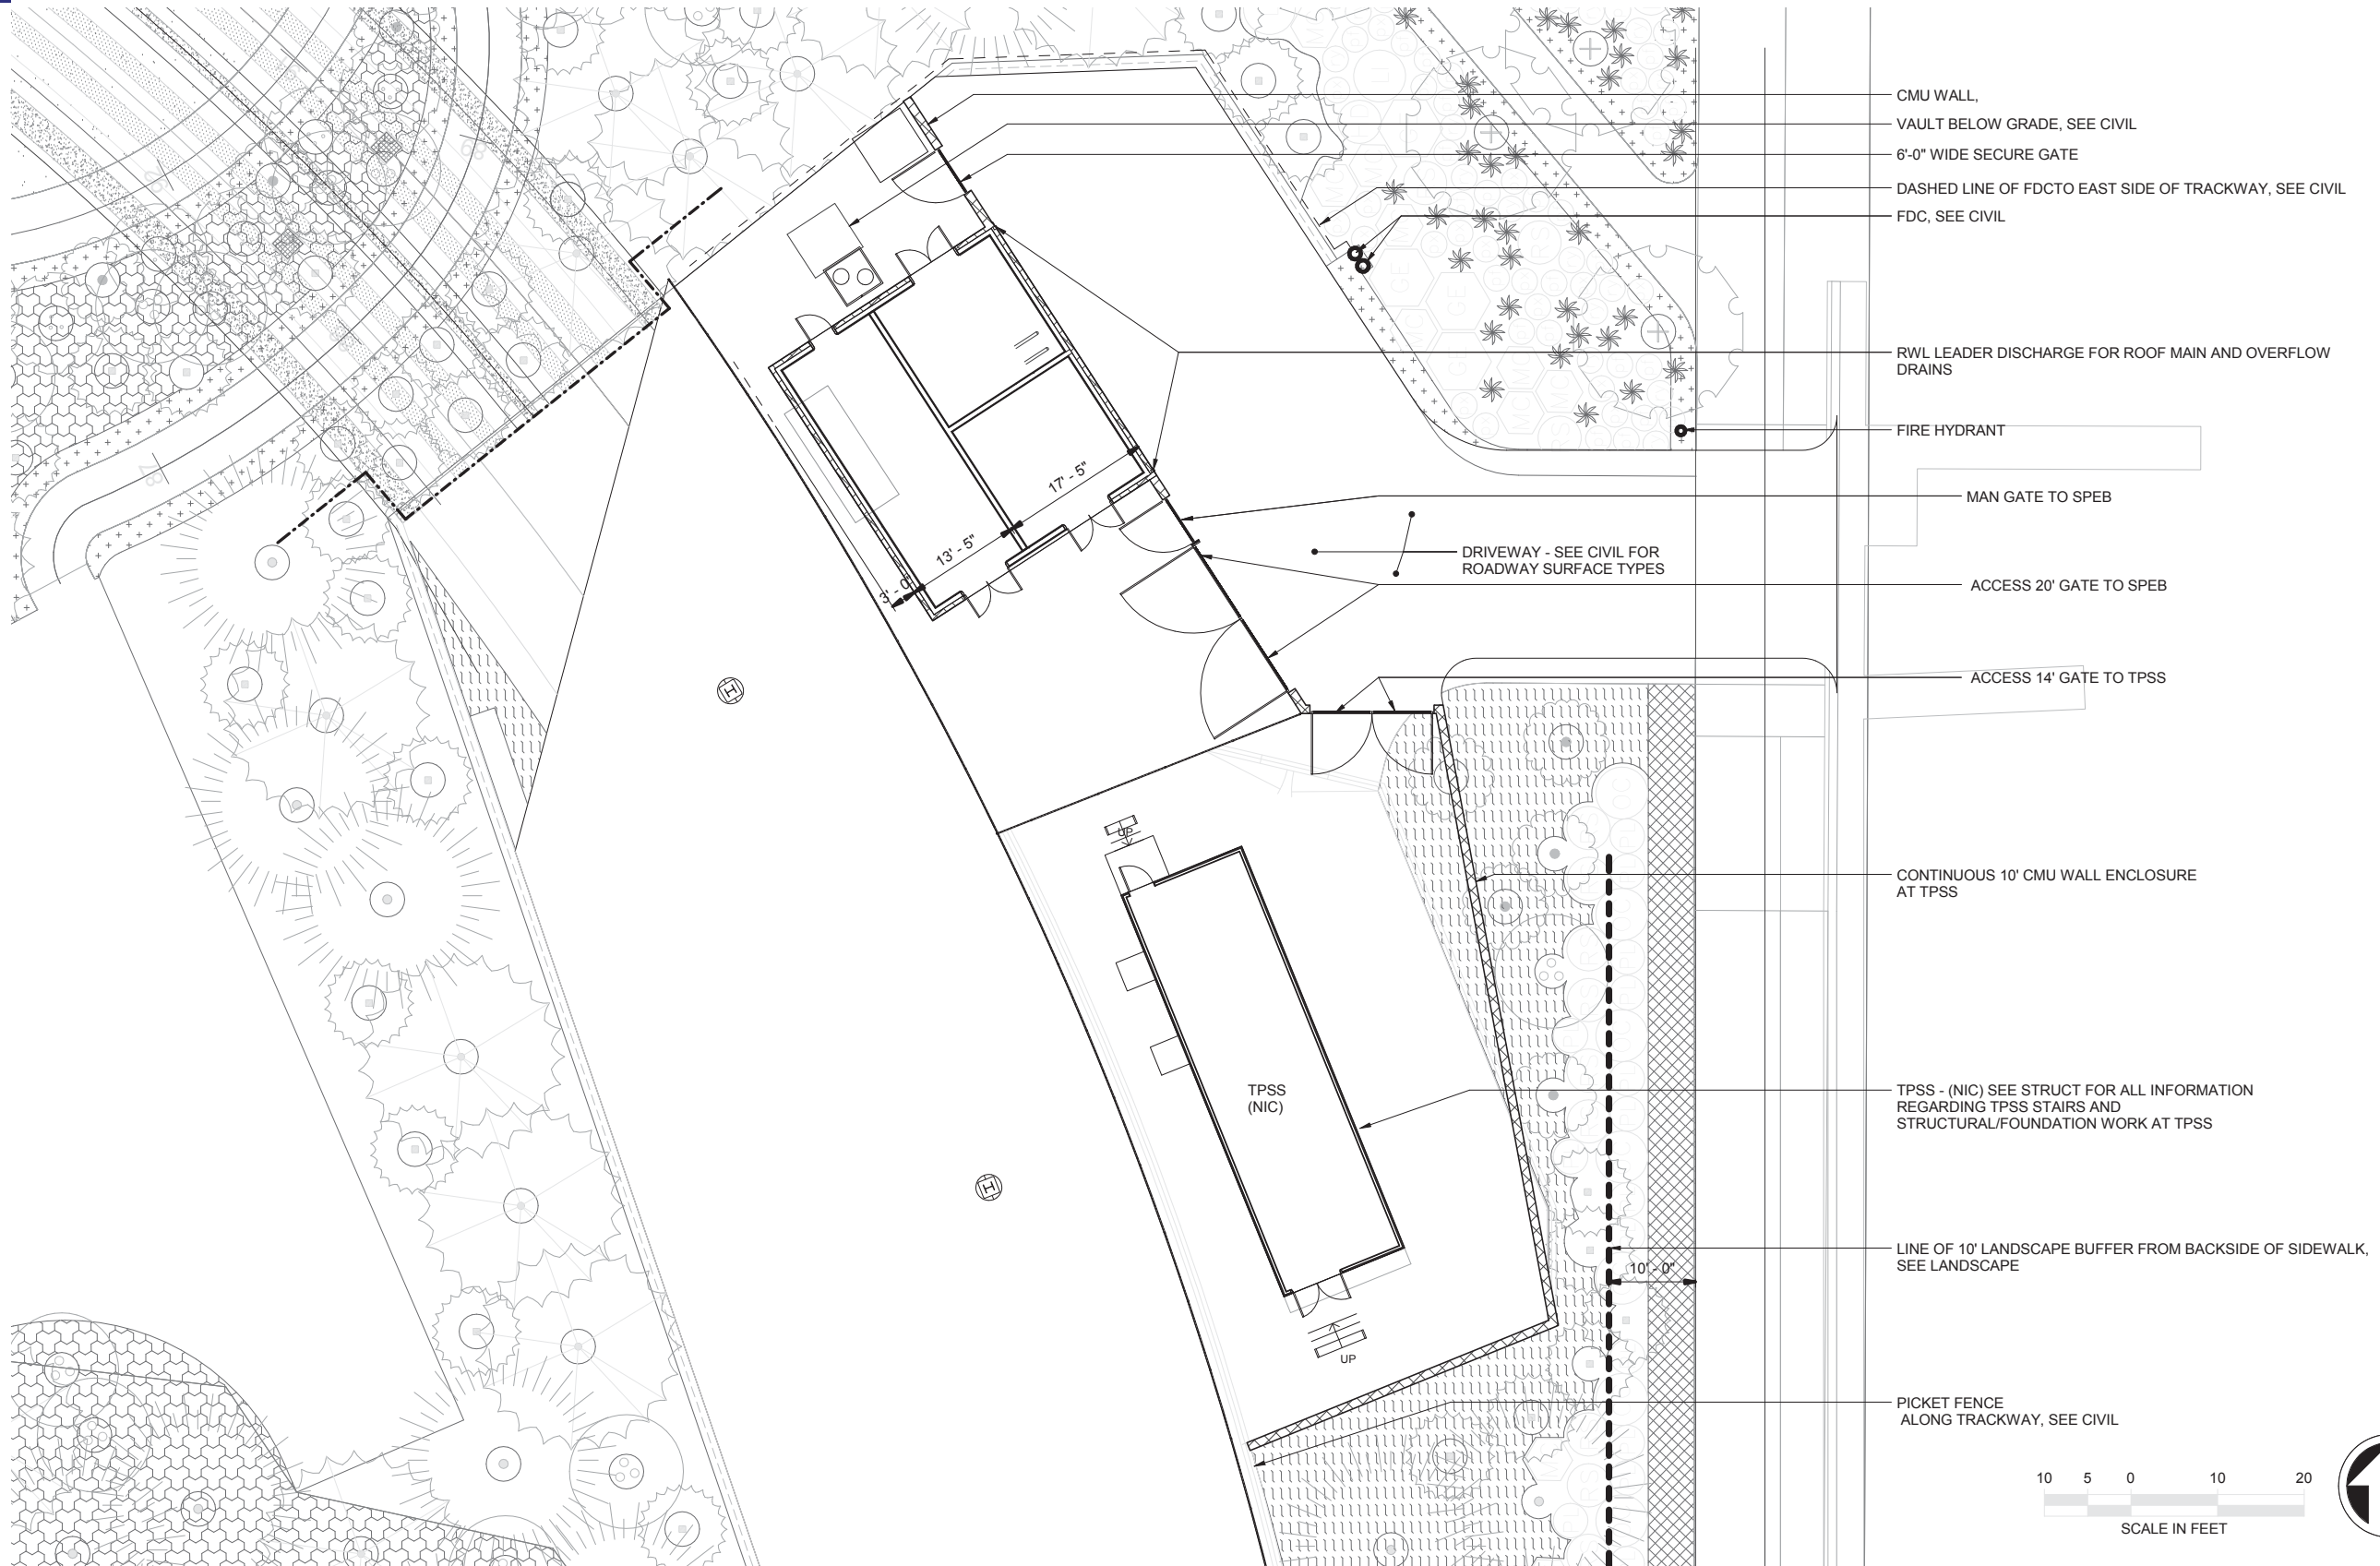 CMU WALL,
VAULT BELOW GRADE, SEE CIVIL
6'-0" WIDE SECURE GATE
DASHED LINE OF FDCTO EAST SIDE OF TRACKWAY, SEE CIVIL
FDC, SEE CIVIL
RWL LEADER DISCHARGE FOR ROOF MAIN AND OVERFLOW
DRAINS
FIRE HYDRANT
MAN GATE TO SPEB
17' - 5"
13' - 5"
3' - 0"
DRIVEWAY - SEE CIVIL FOR
ROADWAY SURFACE TYPES
ACCESS 20' GATE TO SPEB
ACCESS 14' GATE TO TPSS
UP
CONTINUOUS 10' CMU WALL ENCLOSURE
AT TPSS
TPSS
(NIC)
TPSS - (NIC) SEE STRUCT FOR ALL INFORMATION
REGARDING TPSS STAIRS AND
STRUCTURAL/FOUNDATION WORK AT TPSS
LINE OF 10' LANDSCAPE BUFFER FROM BACKSIDE OF SIDEWALK,
SEE LANDSCAPE
10' - 0"
UP
PICKET FENCE
ALONG TRACKWAY, SEE CIVIL
10 5 0 10 20
SCALE IN FEET